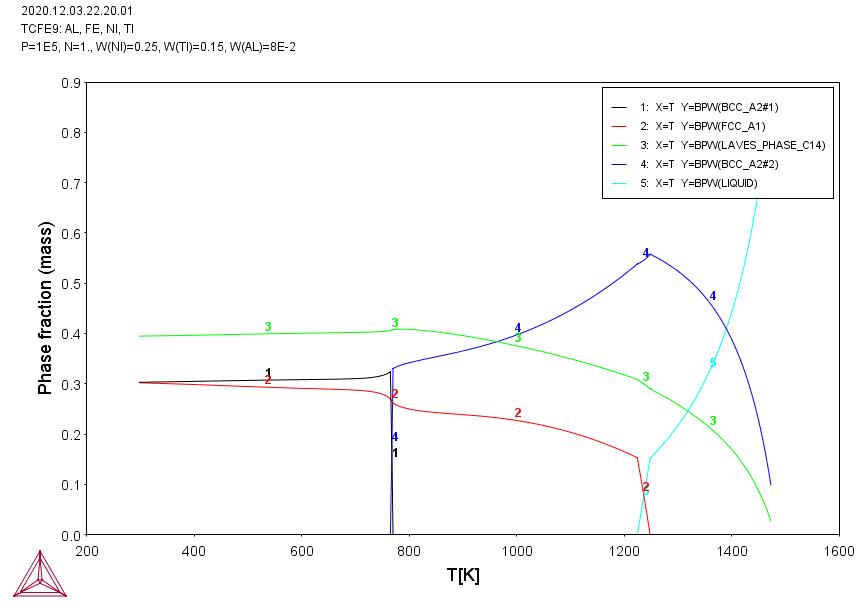 2020.12.03.22.20.01
TCFE9: AL, FE, NI, TI
P=1E5, N=1., W(NI)=0.25, W(TI)=0.15, W(AL)=8E-2
0.9
0.8
0.7
0.6
0.5
0.4
0.3
0.2
0.1
0.0
Phase fraction (mass)
1: X=T Y=BPW(BCC_A2#1)
2: X=T Y=BPW(FCC_A1)
3: X=T Y=BPW(LAVES_PHASE_C14)
4: X=T Y=BPW(BCC_A2#2)
5: X=T Y=BPW(LIQUID)
3
3
3
3
3
1
1
2
2
2
2
4
4
4
4
5
5
200 400 600 800 1000 1200 1400 1600
T[K]